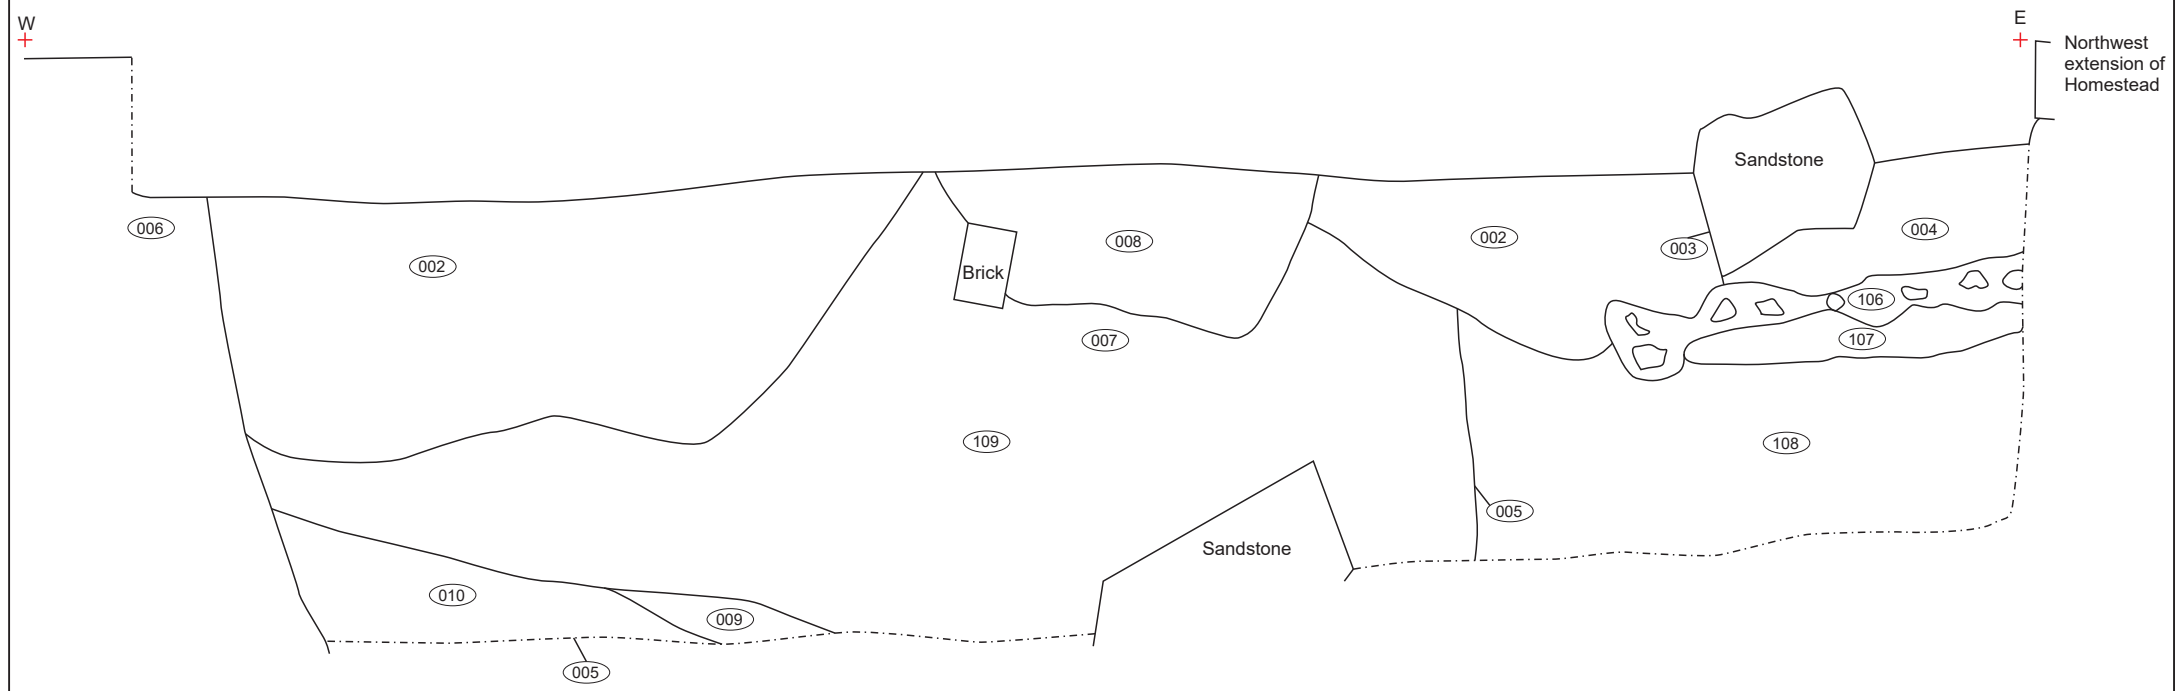 W
E
Northwest
extension of
Homestead
Sandstone
006
002
008
002
003
004
Brick
106
007
107
109
108
005
Sandstone
010
009
005